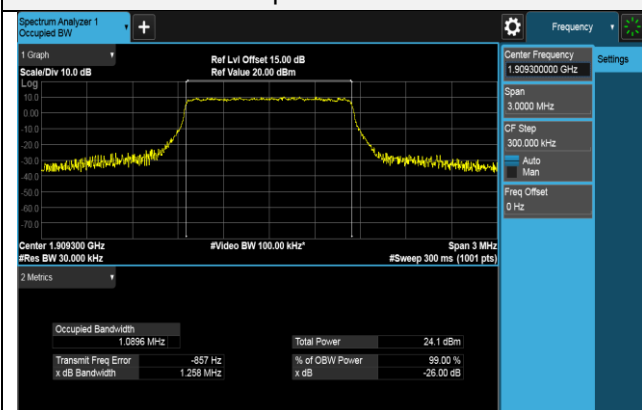 Spectrum Analyzer 1
Occupied BW
Frequency
1 Graph
Scale/Div 10.0 dB
Ref Lvl Offset 15.00 dB
Ref Value 20.00 dBm
Log
10.0
0.00
-10.0
-20.0
-30.0
-40.0
-50.0
-60.0
-70.0
Center 1.909300 GHz
#Video BW 100.00 kHz*
Span 3 MHz
#Res BW 30.000 kHz
#Sweep 300 ms (1001 pts)
2 Metrics
Occupied Bandwidth
1.0896 MHz
Total Power 24.1 dBm
Transmit Freq Error -857 Hz
% of OBW Power 99.00 %
x dB Bandwidth 1.258 MHz
x dB -26.00 dB
Center Frequency
1.909300000 GHz
Settings
Span
3.0000 MHz
CF Step
300.000 kHz
Auto
Man
Freq Offset
0 Hz